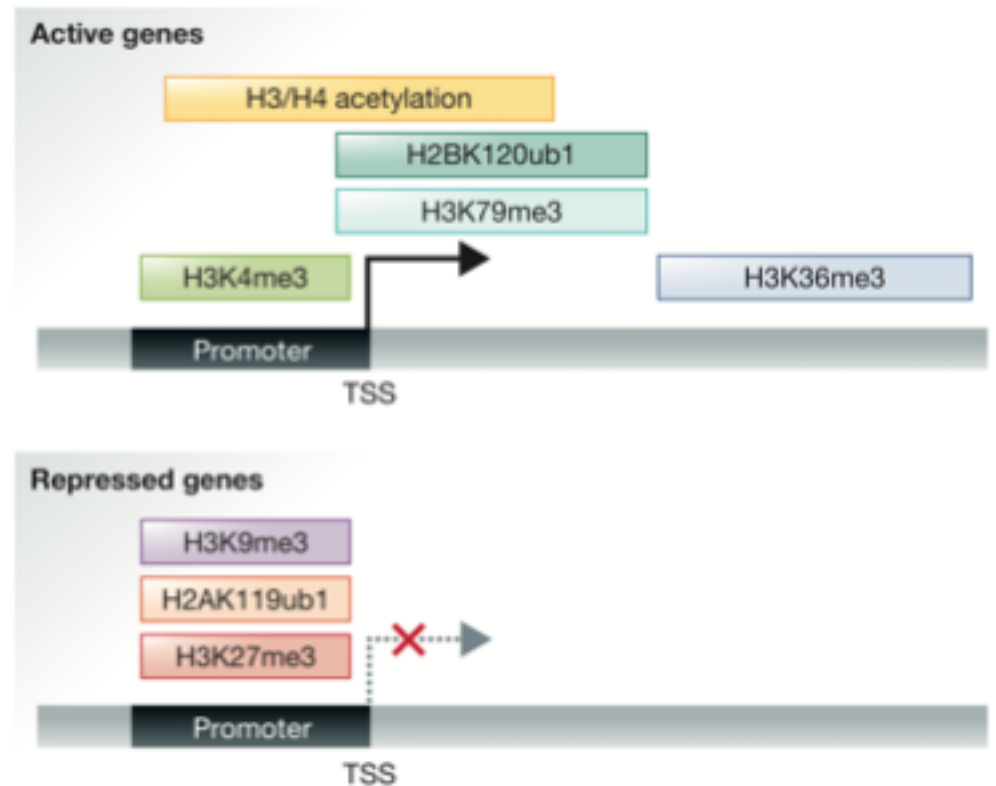 Active genes
H3/H4 acetylation
H2BK120ub1
H3K79me3
H3K4me3
H3K36me3
Promoter
TSS
Repressed genes
H3K9me3
H2AK119ub1
H3K27me3
Promoter
TSS